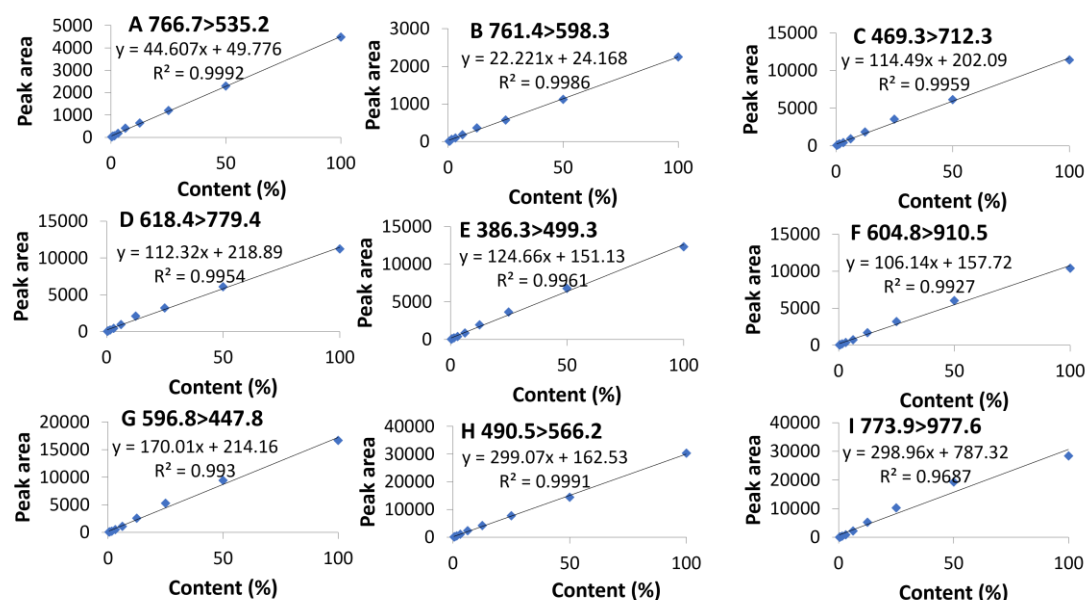 A 766.7>535.2
y = 44.607x + 49.776
R² = 0.9992
Peak area
5000
4000
3000
2000
1000
0
0
50
100
Content (%)
B 761.4>598.3
y = 22.221x + 24.168
R² = 0.9986
Peak area
3000
2000
1000
0
0
50
100
Content (%)
C 469.3>712.3
y = 114.49x + 202.09
R² = 0.9959
Peak area
15000
10000
5000
0
0
50
100
Content (%)
D 618.4>779.4
y = 112.32x + 218.89
R² = 0.9954
Peak area
15000
10000
5000
0
0
50
100
Content (%)
E 386.3>499.3
y = 124.66x + 151.13
R² = 0.9961
Peak area
15000
10000
5000
0
0
50
100
Content (%)
F 604.8>910.5
y = 106.14x + 157.72
R² = 0.9927
Peak area
15000
10000
5000
0
0
50
100
Content (%)
G 596.8>447.8
y = 170.01x + 214.16
R² = 0.993
Peak area
20000
15000
10000
5000
0
0
50
100
Content (%)
H 490.5>566.2
y = 299.07x + 162.53
R² = 0.9991
Peak area
40000
30000
20000
10000
0
0
50
100
Content (%)
I 773.9>977.6
y = 298.96x + 787.32
R² = 0.9687
Peak area
40000
30000
20000
10000
0
0
50
100
Content (%)